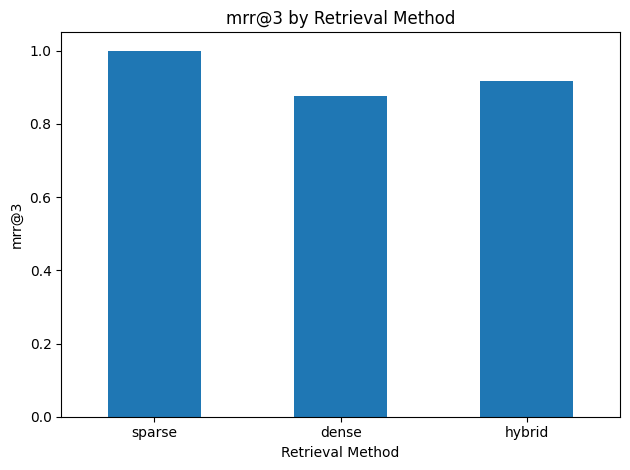 mrr@3 by Retrieval Method
1.0
0.8
0.6
0.4
0.2
0.0
mrr@3
sparse dense hybrid
Retrieval Method